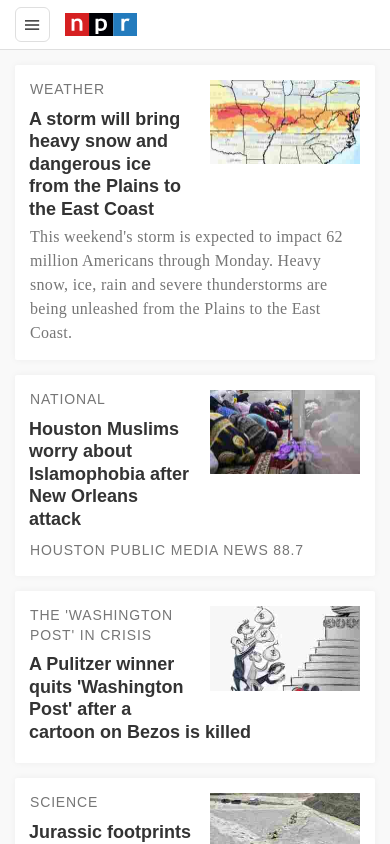 npr
WEATHER
A storm will bring
heavy snow and
dangerous ice
from the Plains to
the East Coast
This weekend's storm is expected to impact 62
million Americans through Monday. Heavy
snow, ice, rain and severe thunderstorms are
being unleashed from the Plains to the East
Coast.
NATIONAL
Houston Muslims
worry about
Islamophobia after
New Orleans
attack
HOUSTON PUBLIC MEDIA NEWS 88.7
THE 'WASHINGTON
POST' IN CRISIS
A Pulitzer winner
quits 'Washington
Post' after a
cartoon on Bezos is killed
SCIENCE
Jurassic footprints